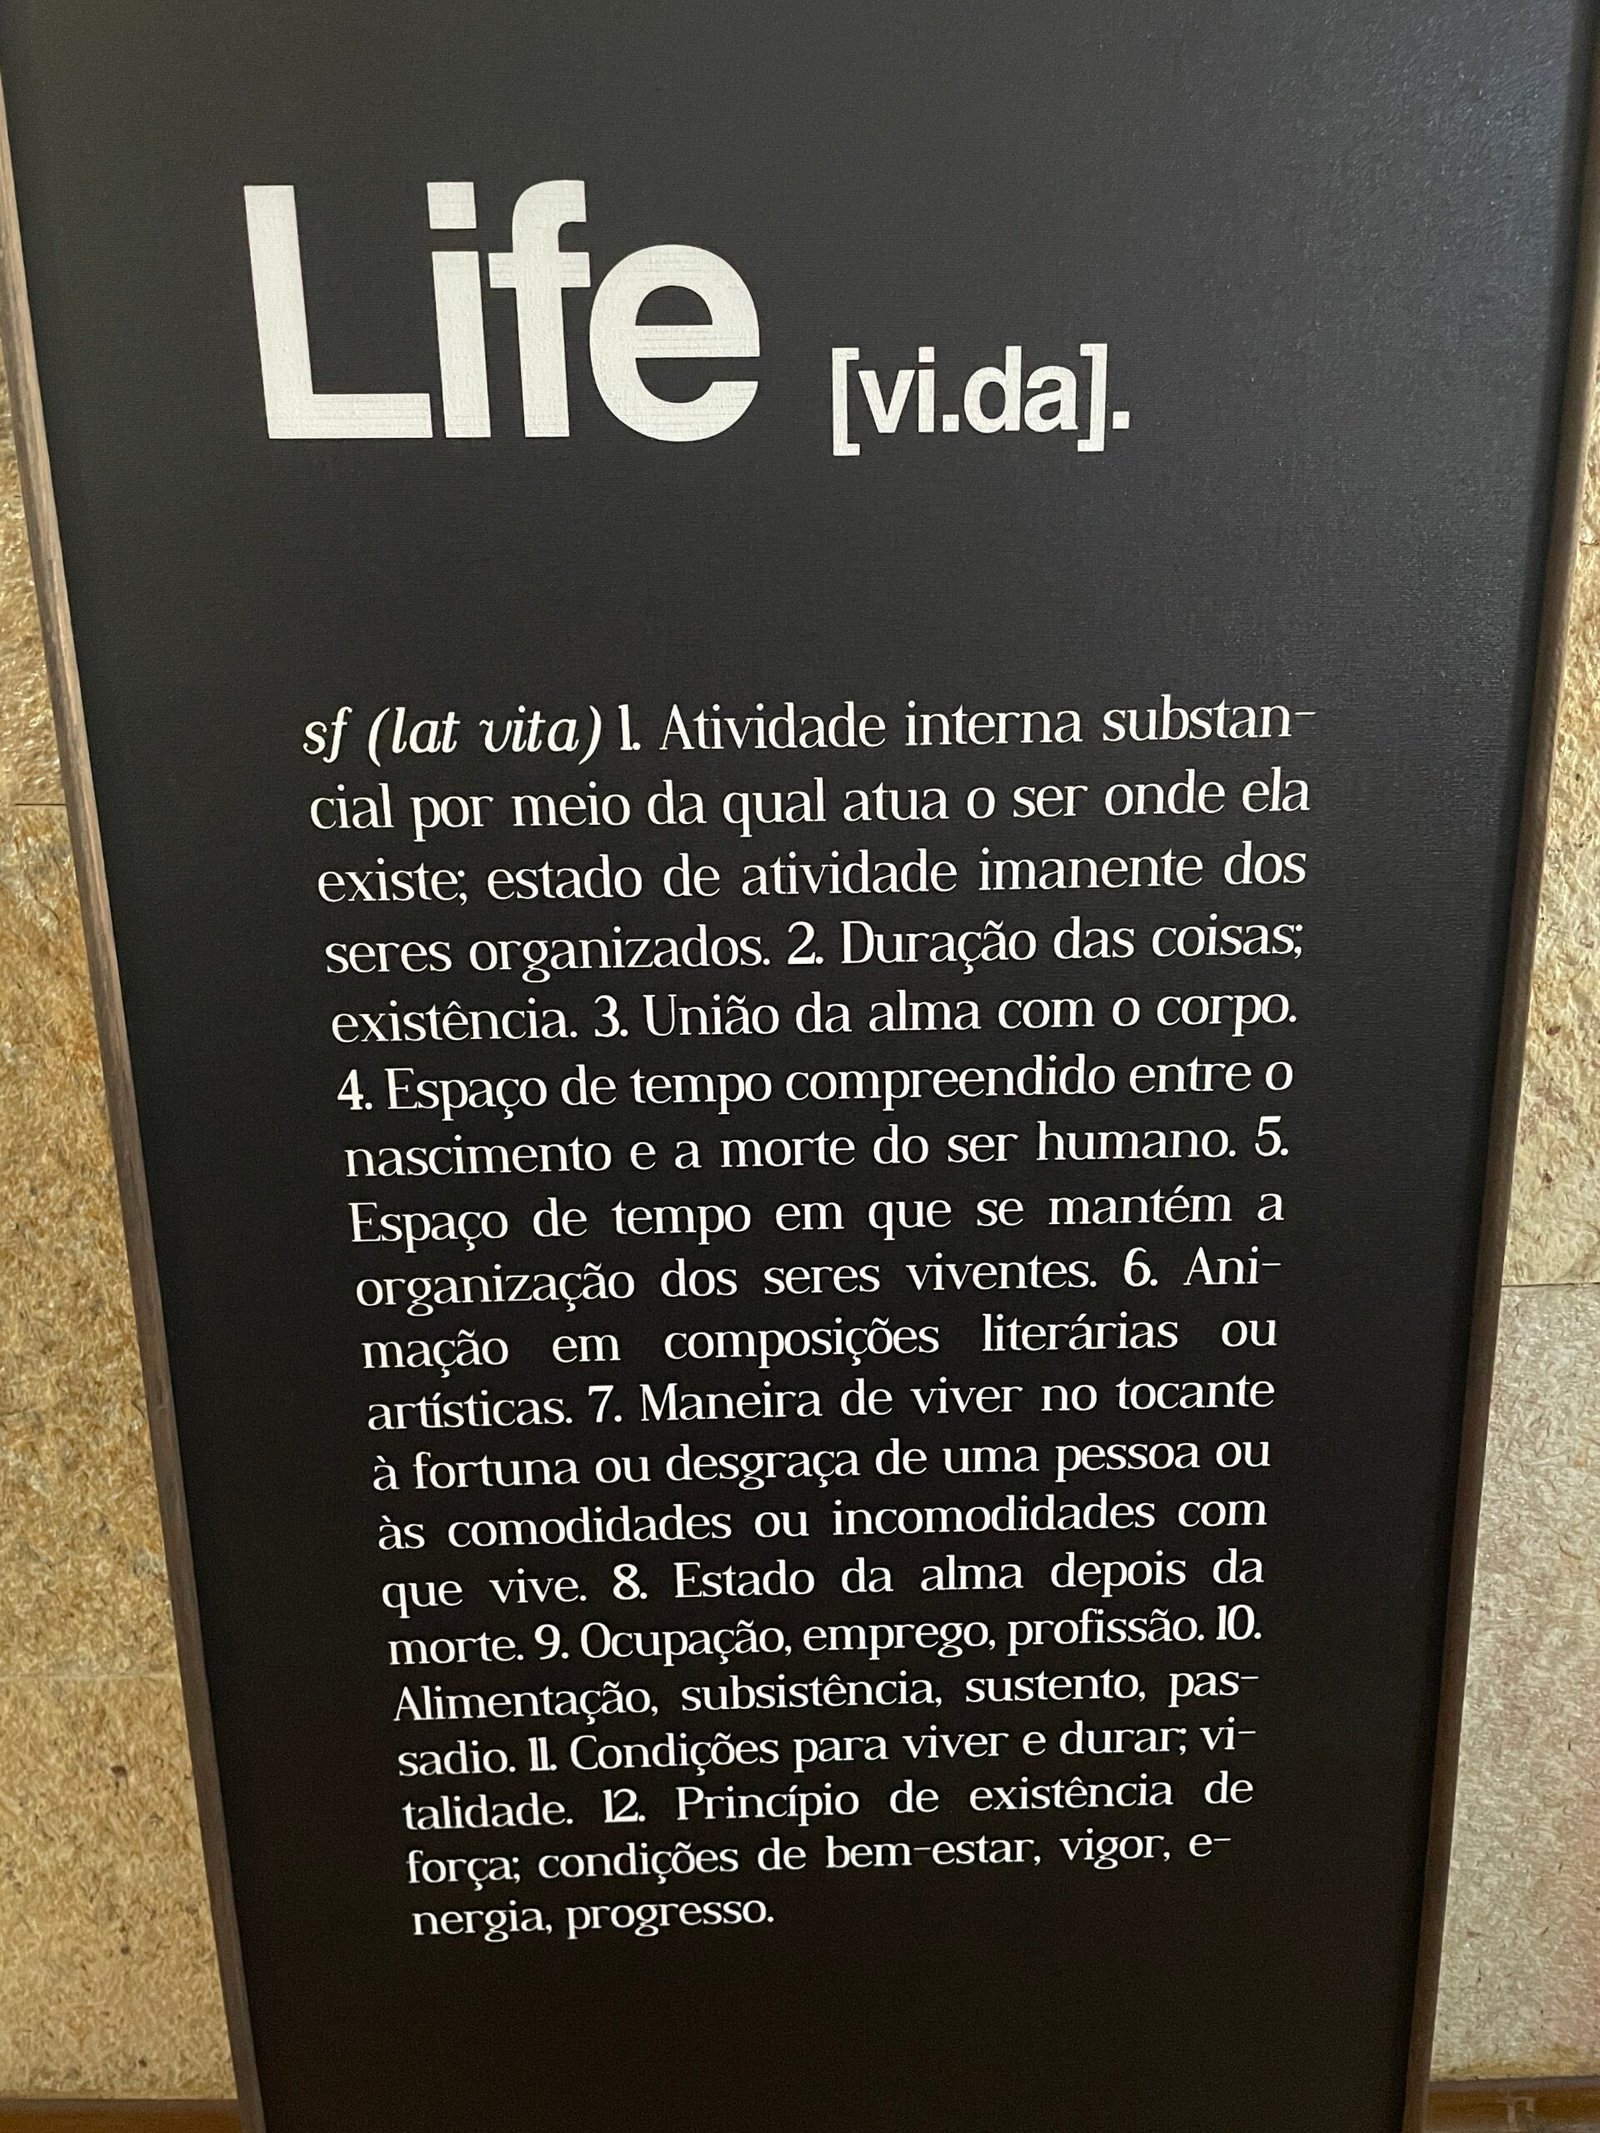 Life [vi.da].
sf (lat vita) 1. Atividade interna substan-
cial por meio da qual atua o ser onde ela
existe; estado de atividade imanente dos
seres organizados. 2. Duração das coisas;
existência. 3. União da alma com o corpo.
4. Espaço de tempo compreendido entre o
nascimento e a morte do ser humano. 5.
Espaço de tempo em que se mantém a
organização dos seres viventes. 6. Ani-
mação em composições literárias ou
artísticas. 7. Maneira de viver no tocante
à fortuna ou desgraça de uma pessoa ou
às comodidades ou incomodidades com
que vive. 8. Estado da alma depois da
morte. 9. Ocupação, emprego, profissão. 10.
Alimentação, subsistência, sustento, pas-
sadio. 11. Condições para viver e durar; vi-
talidade. 12. Princípio de existência de
força; condições de bem-estar, vigor, e-
nergia, progresso.